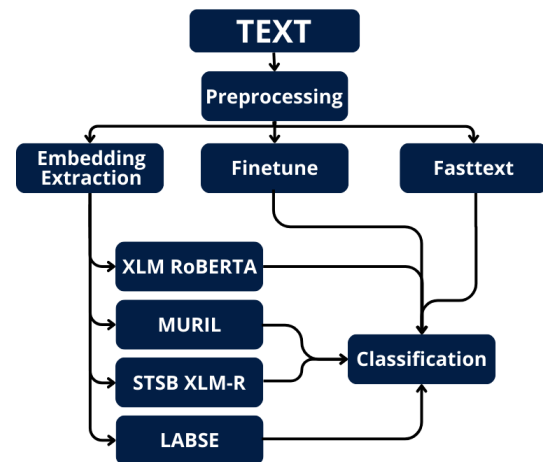 TEXT
Preprocessing
Embedding
Extraction
Finetune
Fasttext
XLM RoBERTA
MURIL
STSB XLM-R
LABSE
Classification